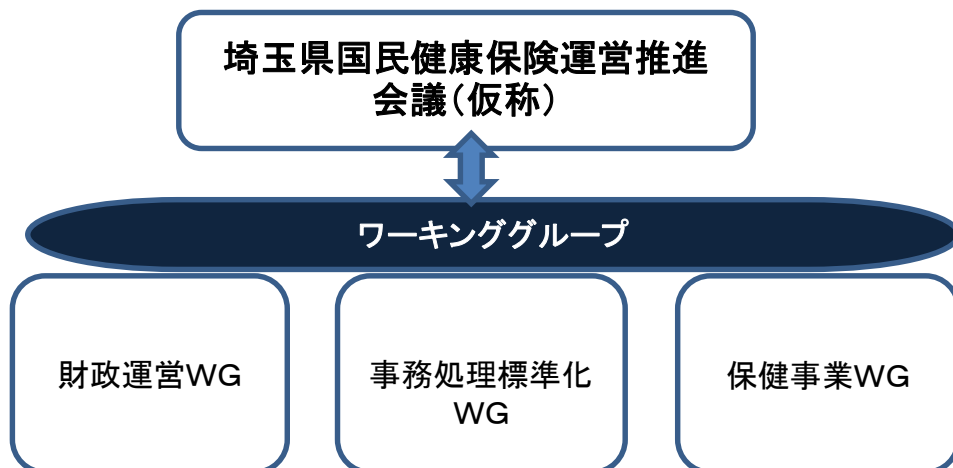 埼玉県国民健康保険運営推進
会議（仮称）
ワーキンググループ
財政運営ＷＧ
事務処理標準化
ＷＧ
保健事業ＷＧ